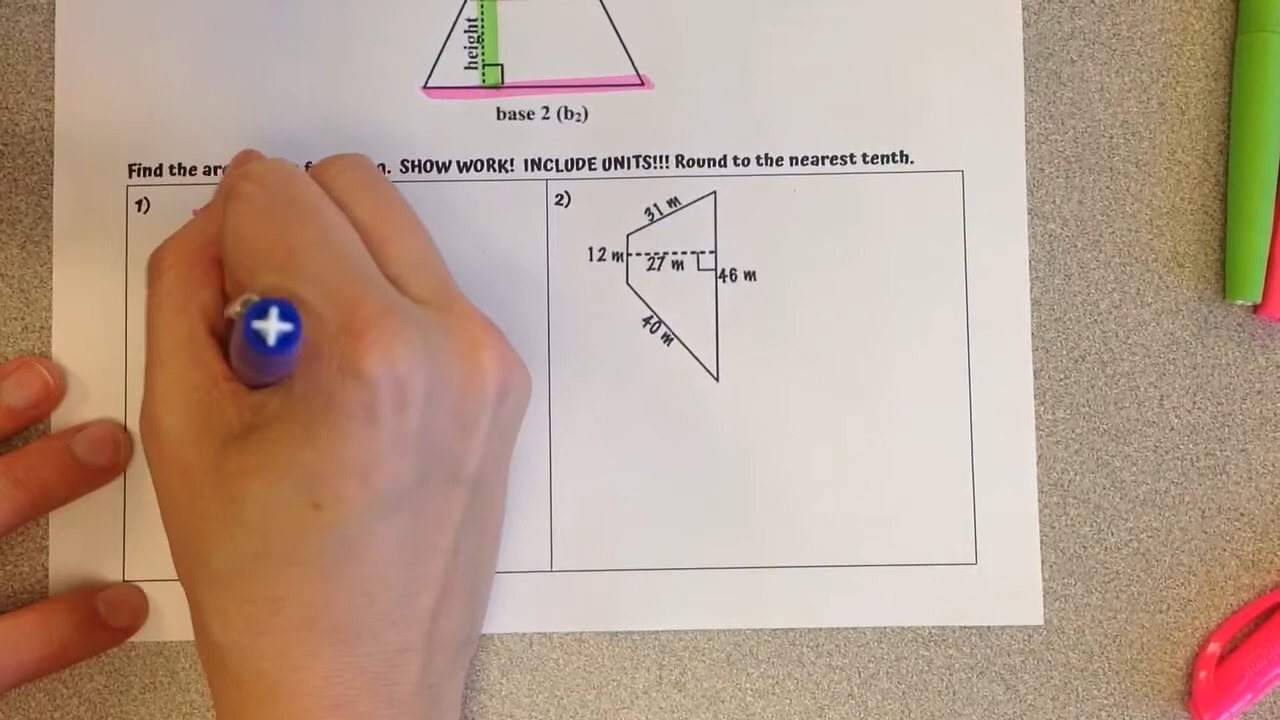 height
base 2 (b₂)
Find the SHOW WORK! INCLUDE UNITS!!! Round to the nearest tenth.
1)
2)
31 m
12 m
27 m
46 m
40 m